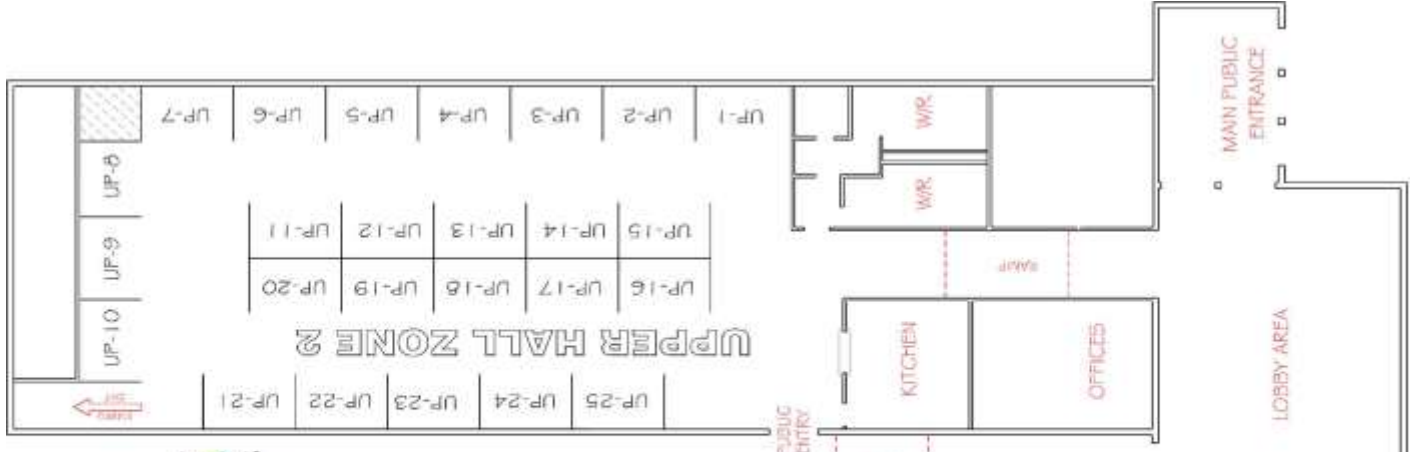 MAIN PUBLIC
ENTRANCE
UP-7
UP-6
UP-5
UP-4
UP-3
UP-2
UP-1
W/R
UP-8
W/R
UP-9
UP-11
UP-12
UP-13
UP-14
UP-15
UP-20
UP-19
UP-18
UP-17
UP-16
RAMP
UP-10
UPPER HALL ZONE 2
KITCHEN
OFFICES
LOBBY AREA
EXIT
UP-21
UP-22
UP-23
UP-24
UP-25
PUBLIC
ENTRY